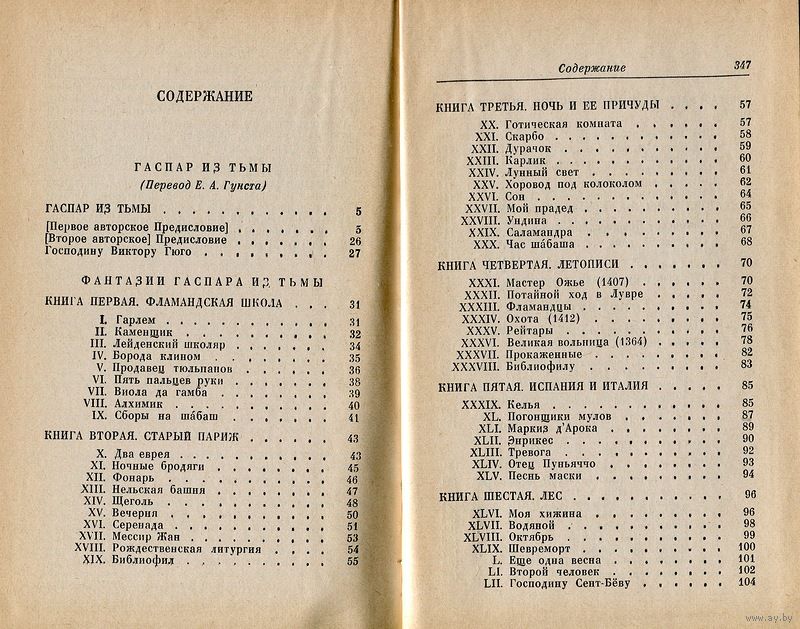 СОДЕРЖАНИЕ
ГАСПАР ИЗ ТЬМЫ
(Перевод Е. А. Гунста)
ГАСПАР ИЗ ТЬМЫ . . . . . . . . . . . . 5
[Первое авторское Предисловие] . . . . . . . 5
[Второе авторское] Предисловие . . . . . . . 26
Господину Виктору Гюго . . . . . . . . . 27
ФАНТАЗИИ ГАСПАРА ИЗ ТЬМЫ
КНИГА ПЕРВАЯ. ФЛАМАНДСКАЯ ШКОЛА . . . 31
I. Гарлем . . . . . . . . . . . 31
II. Каменщик . . . . . . . . . . 32
III. Лейденский школяр . . . . . . . 34
IV. Борода клином . . . . . . . . 35
V. Продавец тюльпанов . . . . . . . 36
VI. Пять пальцев руки . . . . . . . 38
VII. Виола да гамба . . . . . . . . 39
VIII. Алхимик . . . . . . . . . . 40
IX. Сборы на ша́баш . . . . . . . . 41
КНИГА ВТОРАЯ. СТАРЫЙ ПАРИЖ . . . . . . 43
X. Два еврея . . . . . . . . . . 43
XI. Ночные бродяги . . . . . . . . 45
XII. Фонарь . . . . . . . . . . . 46
XIII. Нельская башня . . . . . . . . 47
XIV. Щеголь . . . . . . . . . . . 48
XV. Вечерня . . . . . . . . . . . 50
XVI. Серенада . . . . . . . . . . 51
XVII. Мессир Жан . . . . . . . . . 53
XVIII. Рождественская литургия . . . . 54
XIX. Библиофил . . . . . . . . . . 55
Содержание 347
КНИГА ТРЕТЬЯ. НОЧЬ И ЕЕ ПРИЧУДЫ . . . . 57
XX. Готическая комната . . . . . . 57
XXI. Скарбо . . . . . . . . . . . 58
XXII. Дурачок . . . . . . . . . . 59
XXIII. Карлик . . . . . . . . . . 60
XXIV. Лунный свет . . . . . . . . . 61
XXV. Хоровод под колоколом . . . . . 62
XXVI. Сон . . . . . . . . . . . . 64
XXVII. Мой прадед . . . . . . . . . 65
XXVIII. Ундина . . . . . . . . . . 66
XXIX. Саламандра . . . . . . . . . 67
XXX. Час ша́баша . . . . . . . . . 68
КНИГА ЧЕТВЕРТАЯ. ЛЕТОПИСИ . . . . . . . 70
XXXI. Мастер Ожье (1407) . . . . . . 70
XXXII. Потайной ход в Лувре . . . . . 72
XXXIII. Фламандцы . . . . . . . . . 74
XXXIV. Охота (1412) . . . . . . . . 75
XXXV. Рейтары . . . . . . . . . . 76
XXXVI. Великая вольница (1364) . . . . 78
XXXVII. Прокаженные . . . . . . . . 82
XXXVIII. Библиофилу . . . . . . . . 83
КНИГА ПЯТАЯ. ИСПАНИЯ И ИТАЛИЯ . . . . . 85
XXXIX. Келья . . . . . . . . . . . 85
XL. Погонщики мулов . . . . . . . 87
XLI. Маркиз д'Арока . . . . . . . . 89
XLII. Энрикес . . . . . . . . . . 90
XLIII. Тревога . . . . . . . . . . 92
XLIV. Отец Пуньяччо . . . . . . . . 93
XLV. Песнь маски . . . . . . . . . 94
КНИГА ШЕСТАЯ. ЛЕС . . . . . . . . . . 96
XLVI. Моя хижина . . . . . . . . . 96
XLVII. Водяной . . . . . . . . . . 98
XLVIII. Октябрь . . . . . . . . . . 99
XLIX. Шевреморт . . . . . . . . . 100
L. Еще одна весна . . . . . . . . 101
LI. Второй человек . . . . . . . . 102
LII. Господину Сент-Бёву . . . . . . 104
www.ay.by